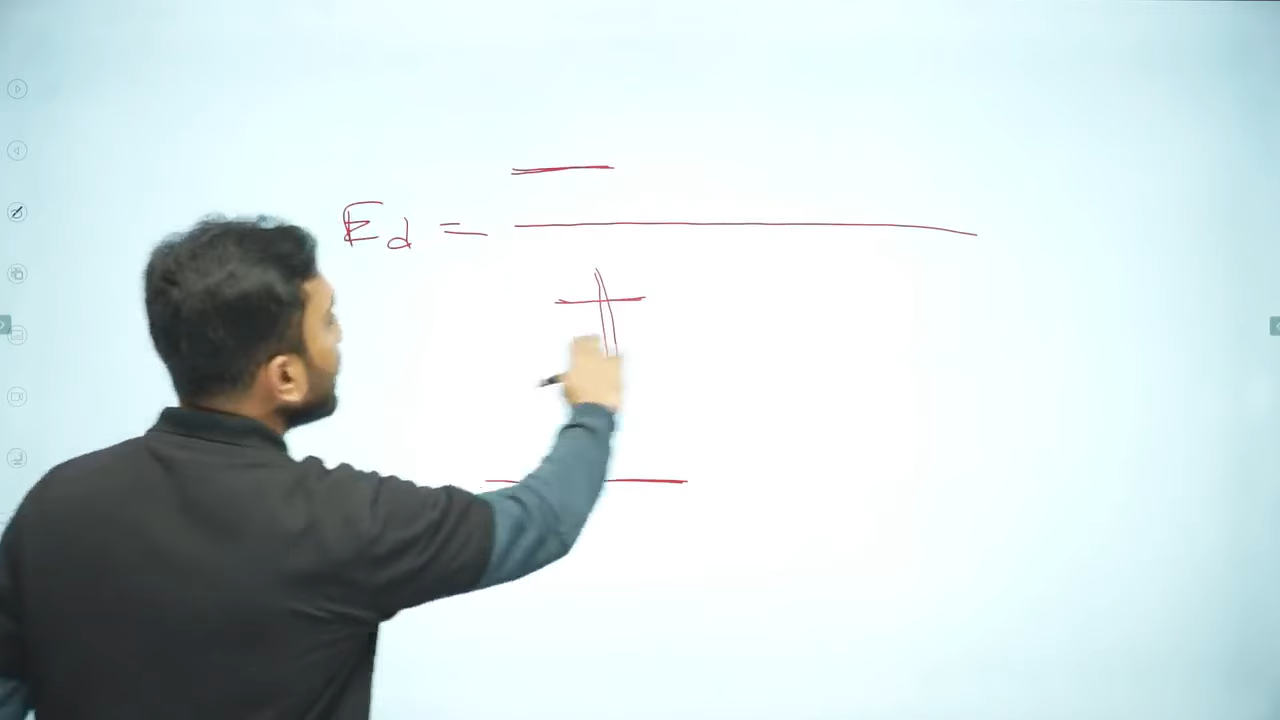 Ed =